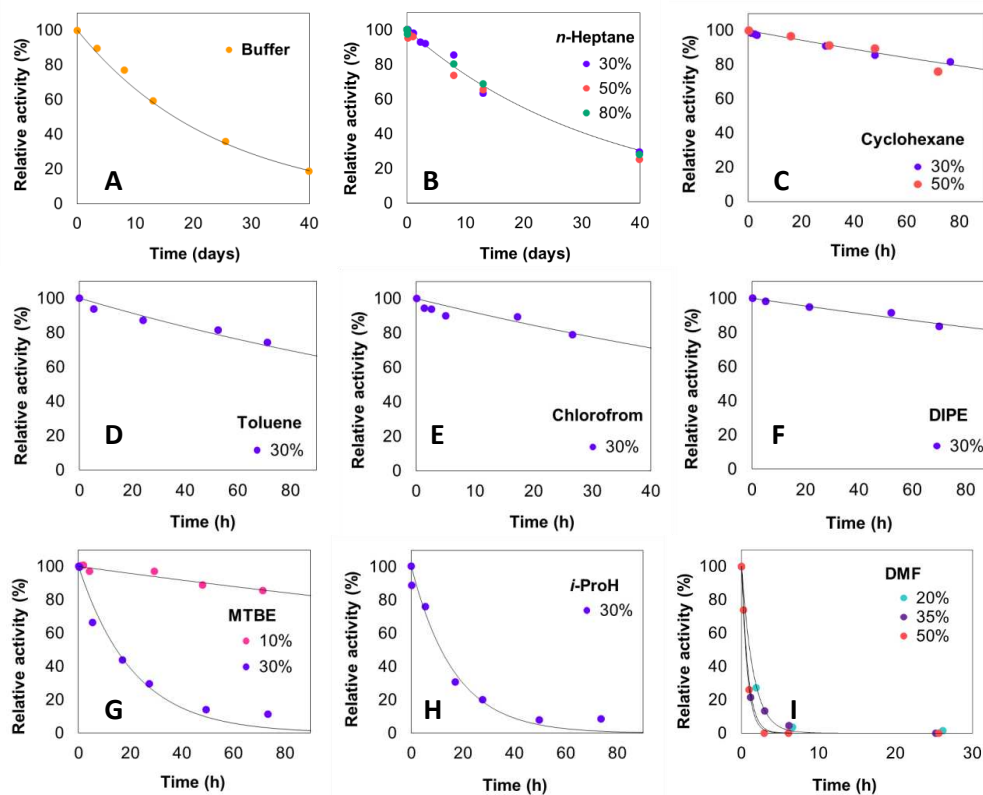 Relative activity (%)
100
80
60
40
20
0
Buffer
A
0 10 20 30 40
Time (days)
Relative activity (%)
100
80
60
40
20
0
n-Heptane
30%
50%
80%
B
0 10 20 30 40
Time (days)
Relative activity (%)
100
80
60
40
20
0
Cyclohexane
30%
50%
C
0 20 40 60 80
Time (h)
Relative activity (%)
100
80
60
40
20
0
Toluene
30%
D
0 20 40 60 80
Time (h)
Relative activity (%)
100
80
60
40
20
0
Chlorofrom
30%
E
0 10 20 30 40
Time (h)
Relative activity (%)
100
80
60
40
20
0
DIPE
30%
F
0 20 40 60 80
Time (h)
Relative activity (%)
100
80
60
40
20
0
MTBE
10%
30%
G
0 20 40 60 80
Time (h)
Relative activity (%)
100
80
60
40
20
0
i-ProH
30%
H
0 20 40 60 80
Time (h)
Relative activity (%)
100
80
60
40
20
0
DMF
20%
35%
50%
I
0 10 20 30
Time (h)